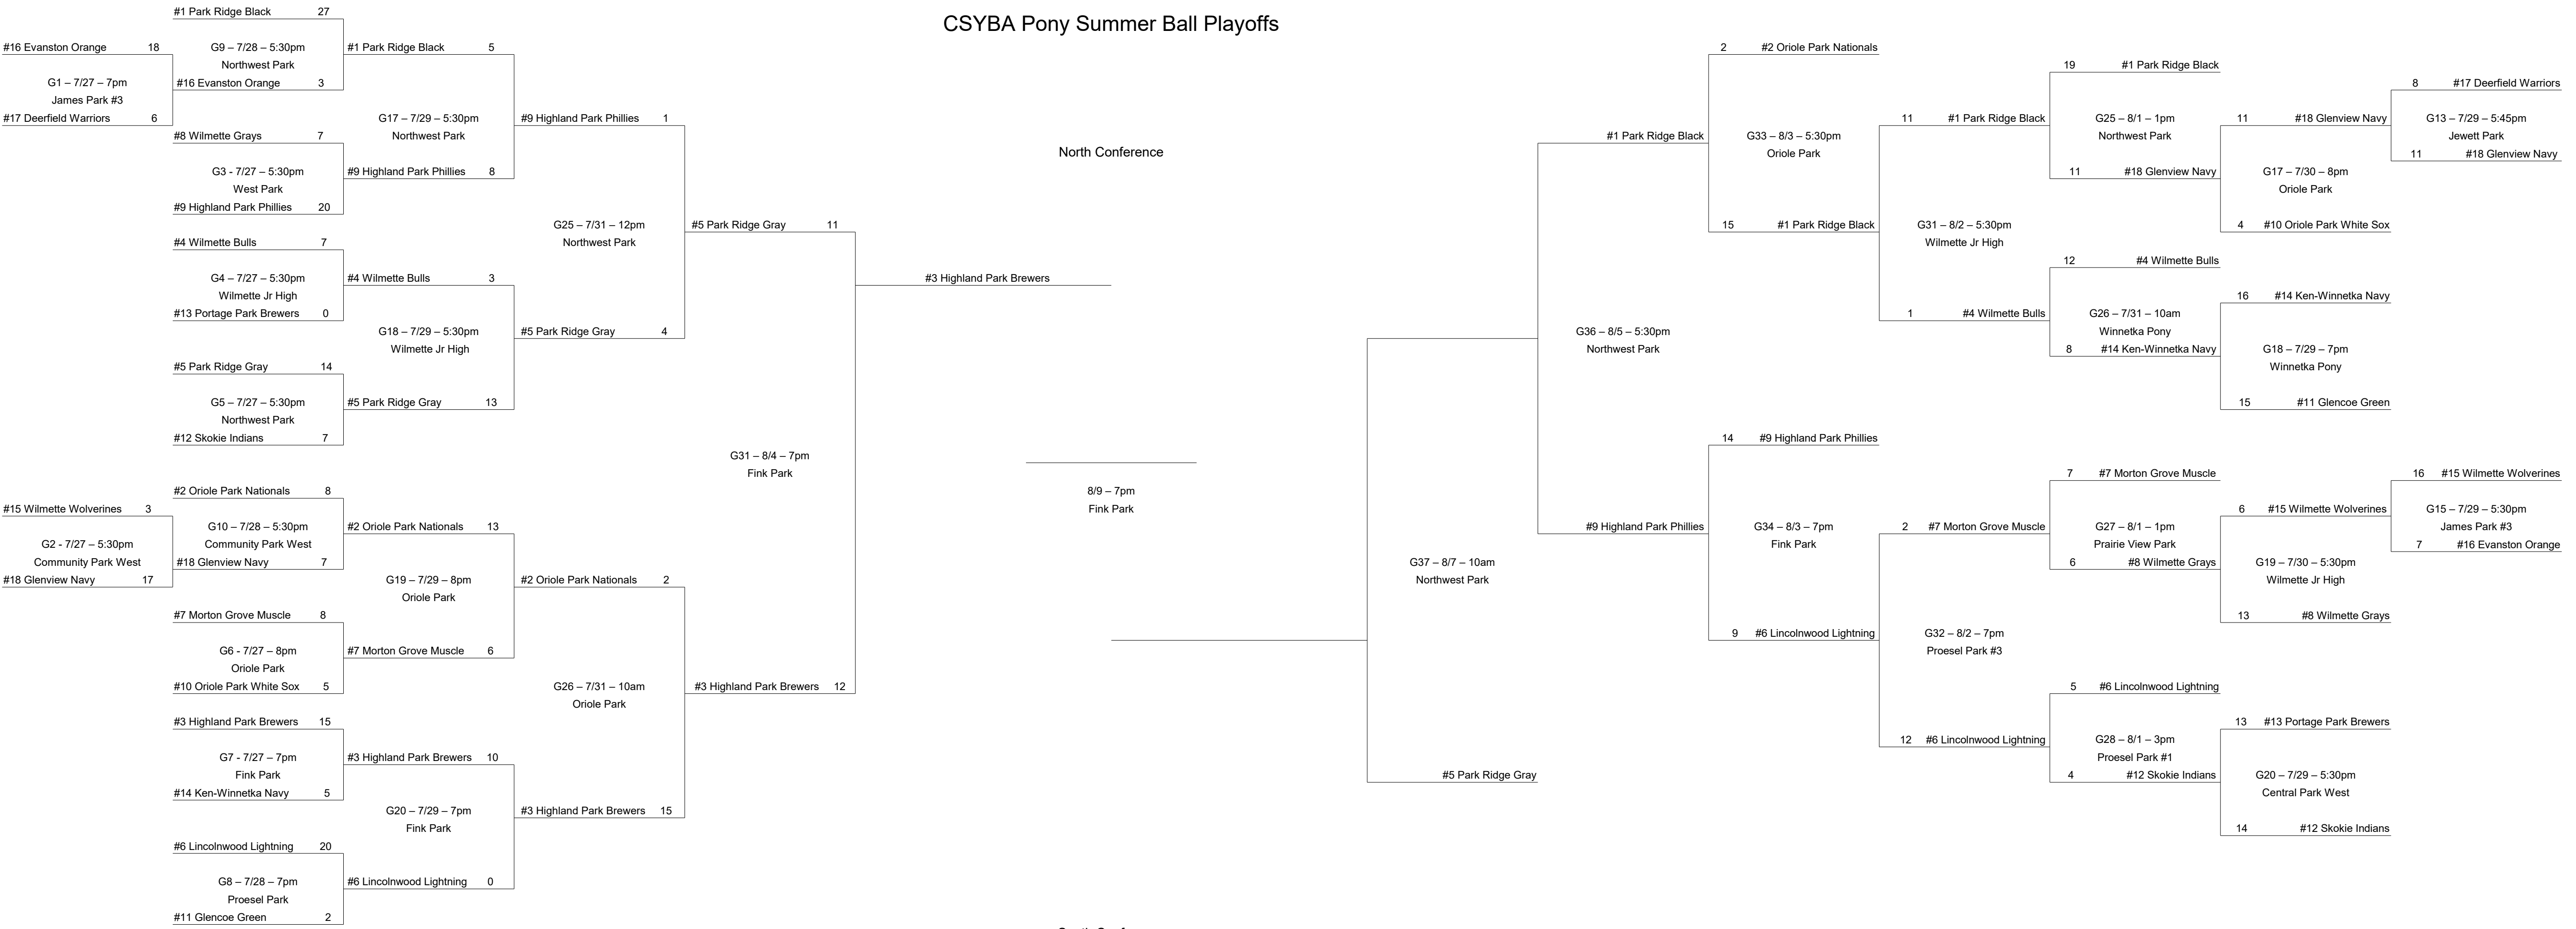 CSYBA Pony Summer Ball Playoffs
North Conference
#16 Evanston Orange 18
G1 – 7/27 – 7pm
James Park #3
#17 Deerfield Warriors 6
#15 Wilmette Wolverines 3
G2 - 7/27 – 5:30pm
Community Park West
#18 Glenview Navy 17
#1 Park Ridge Black 27
G9 – 7/28 – 5:30pm
Northwest Park
#16 Evanston Orange 3
#8 Wilmette Grays 7
G3 - 7/27 – 5:30pm
West Park
#9 Highland Park Phillies 20
#4 Wilmette Bulls 7
G4 – 7/27 – 5:30pm
Wilmette Jr High
#13 Portage Park Brewers 0
#5 Park Ridge Gray 14
G5 – 7/27 – 5:30pm
Northwest Park
#12 Skokie Indians 7
#2 Oriole Park Nationals 8
G10 – 7/28 – 5:30pm
Community Park West
#18 Glenview Navy 7
#7 Morton Grove Muscle 8
G6 - 7/27 – 8pm
Oriole Park
#10 Oriole Park White Sox 5
#3 Highland Park Brewers 15
G7 - 7/27 – 7pm
Fink Park
#14 Ken-Winnetka Navy 5
#6 Lincolnwood Lightning 20
G8 – 7/28 – 7pm
Proesel Park
#11 Glencoe Green 2
#1 Park Ridge Black 5
G17 – 7/29 – 5:30pm
Northwest Park
#9 Highland Park Phillies 8
#4 Wilmette Bulls 3
G18 – 7/29 – 5:30pm
Wilmette Jr High
#5 Park Ridge Gray 13
#2 Oriole Park Nationals 13
G19 – 7/29 – 8pm
Oriole Park
#7 Morton Grove Muscle 6
#3 Highland Park Brewers 10
G20 – 7/29 – 7pm
Fink Park
#6 Lincolnwood Lightning 0
#9 Highland Park Phillies 1
G25 – 7/31 – 12pm
Northwest Park
#5 Park Ridge Gray 4
#2 Oriole Park Nationals 2
G26 – 7/31 – 10am
Oriole Park
#3 Highland Park Brewers 15
#5 Park Ridge Gray 11
G31 – 8/4 – 7pm
Fink Park
#3 Highland Park Brewers 12
#3 Highland Park Brewers
8/9 – 7pm
Fink Park
G37 – 8/7 – 10am
Northwest Park
#5 Park Ridge Gray
#1 Park Ridge Black
G36 – 8/5 – 5:30pm
Northwest Park
#9 Highland Park Phillies
2 #2 Oriole Park Nationals
G33 – 8/3 – 5:30pm
Oriole Park
15 #1 Park Ridge Black
14 #9 Highland Park Phillies
G34 – 8/3 – 7pm
Fink Park
9 #6 Lincolnwood Lightning
11 #1 Park Ridge Black
G31 – 8/2 – 5:30pm
Wilmette Jr High
1 #4 Wilmette Bulls
2 #7 Morton Grove Muscle
G32 – 8/2 – 7pm
Proesel Park #3
12 #6 Lincolnwood Lightning
19 #1 Park Ridge Black
G25 – 8/1 – 1pm
Northwest Park
11 #18 Glenview Navy
12 #4 Wilmette Bulls
G26 – 7/31 – 10am
Winnetka Pony
8 #14 Ken-Winnetka Navy
7 #7 Morton Grove Muscle
G27 – 8/1 – 1pm
Prairie View Park
6 #8 Wilmette Grays
5 #6 Lincolnwood Lightning
G28 – 8/1 – 3pm
Proesel Park #1
4 #12 Skokie Indians
11 #18 Glenview Navy
G17 – 7/30 – 8pm
Oriole Park
4 #10 Oriole Park White Sox
16 #14 Ken-Winnetka Navy
G18 – 7/29 – 7pm
Winnetka Pony
15 #11 Glencoe Green
6 #15 Wilmette Wolverines
G19 – 7/30 – 5:30pm
Wilmette Jr High
13 #8 Wilmette Grays
13 #13 Portage Park Brewers
G20 – 7/29 – 5:30pm
Central Park West
14 #12 Skokie Indians
8 #17 Deerfield Warriors
G13 – 7/29 – 5:45pm
Jewett Park
11 #18 Glenview Navy
16 #15 Wilmette Wolverines
G15 – 7/29 – 5:30pm
James Park #3
7 #16 Evanston Orange